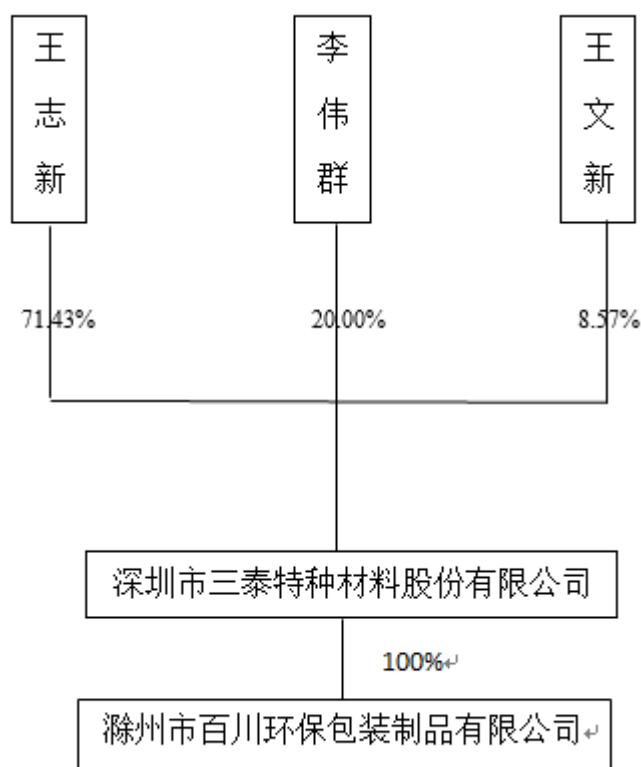 王志新
李伟群
王文新
71.43%
20.00%
8.57%
深圳市三泰特种材料股份有限公司
100%↵
滁州市百川环保包装制品有限公司↵